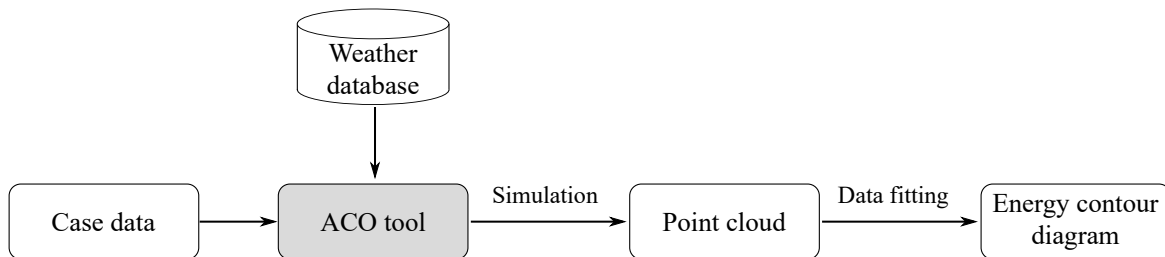 Weather
database
Case data
ACO tool
Simulation
Point cloud
Data fitting
Energy contour
diagram